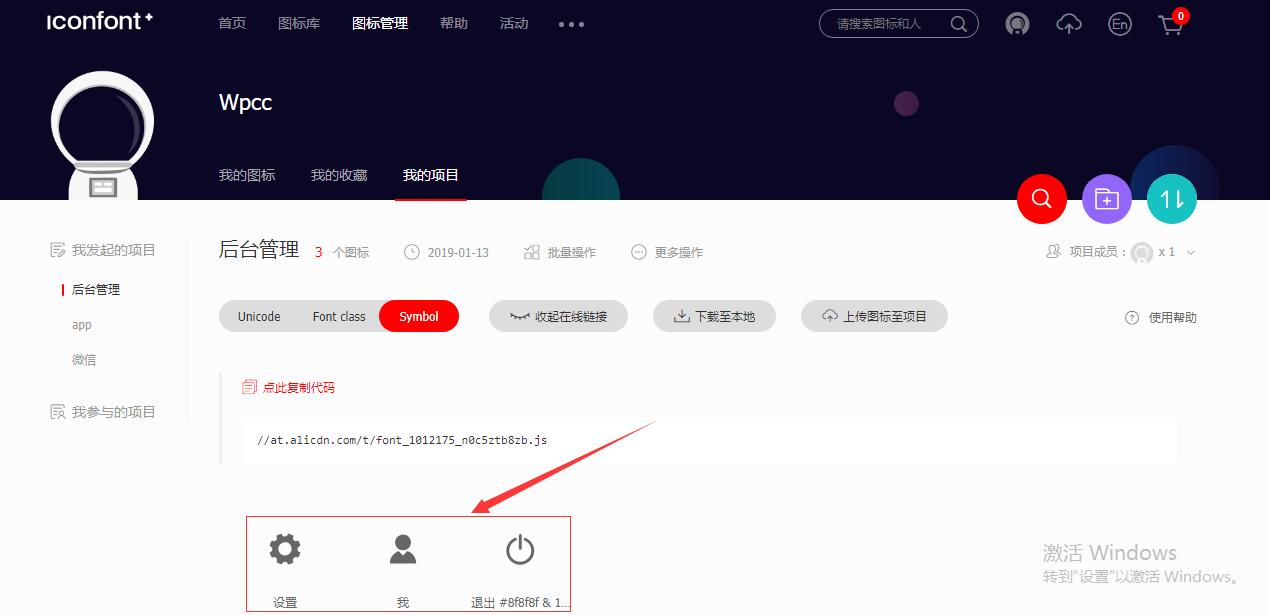 iconfont+ 首页 图标库 图标管理 帮助 活动 ••• 请搜索图标和人 En 0
Wpcc
我的图标 我的收藏 我的项目
我发起的项目
后台管理
app
微信
我参与的项目
后台管理 3 个图标 2019-01-13 批量操作 更多操作 项目成员： x 1
Unicode Font class Symbol 收起在线链接 下载至本地 上传图标至项目 ? 使用帮助
点此复制代码
//at.alicdn.com/t/font_1012175_n0c5ztb8zb.js
设置 我 退出 #8f8f8f & 1...
激活 Windows
转到“设置”以激活 Windows。